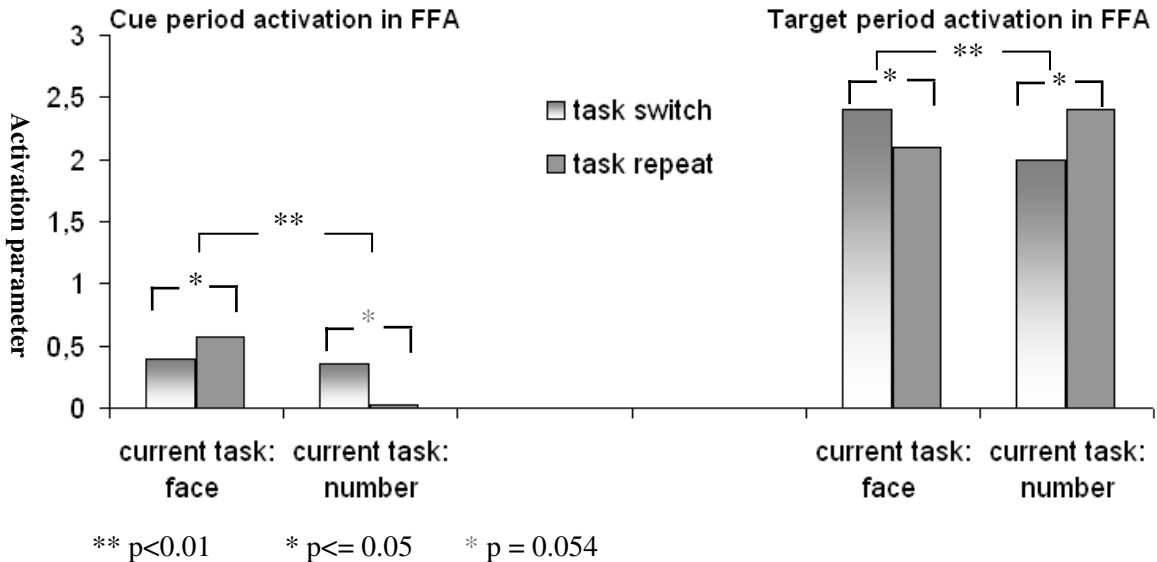 Cue period activation in FFA
Target period activation in FFA
Activation parameter
3
2,5
2
1,5
1
0,5
0
task switch
task repeat
**
*
*
**
*
*
current task:
face
current task:
number
current task:
face
current task:
number
** p<0.01 * p<= 0.05 * p = 0.054